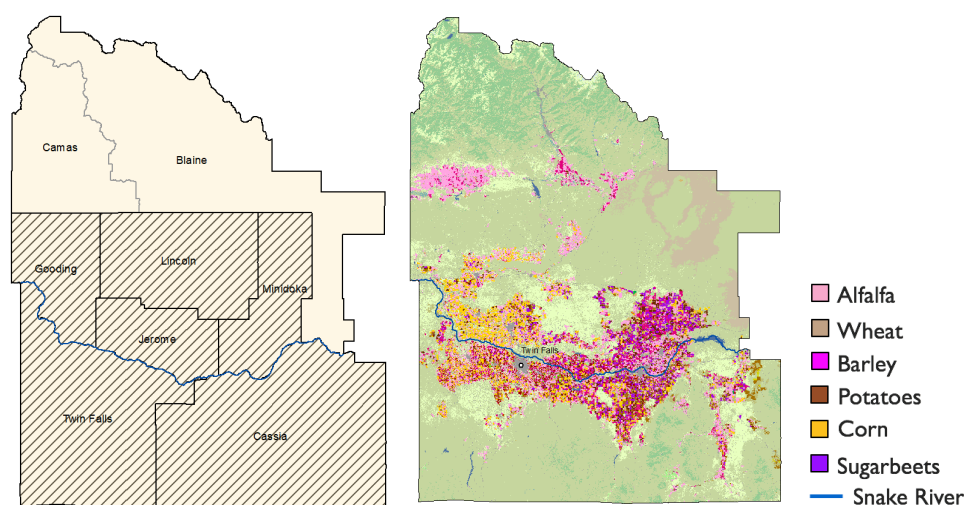 Camas
Blaine
Gooding
Lincoln
Minidoka
Jerome
Twin Falls
Cassia
Twin Falls
Alfalfa
Wheat
Barley
Potatoes
Corn
Sugarbeets
Snake River